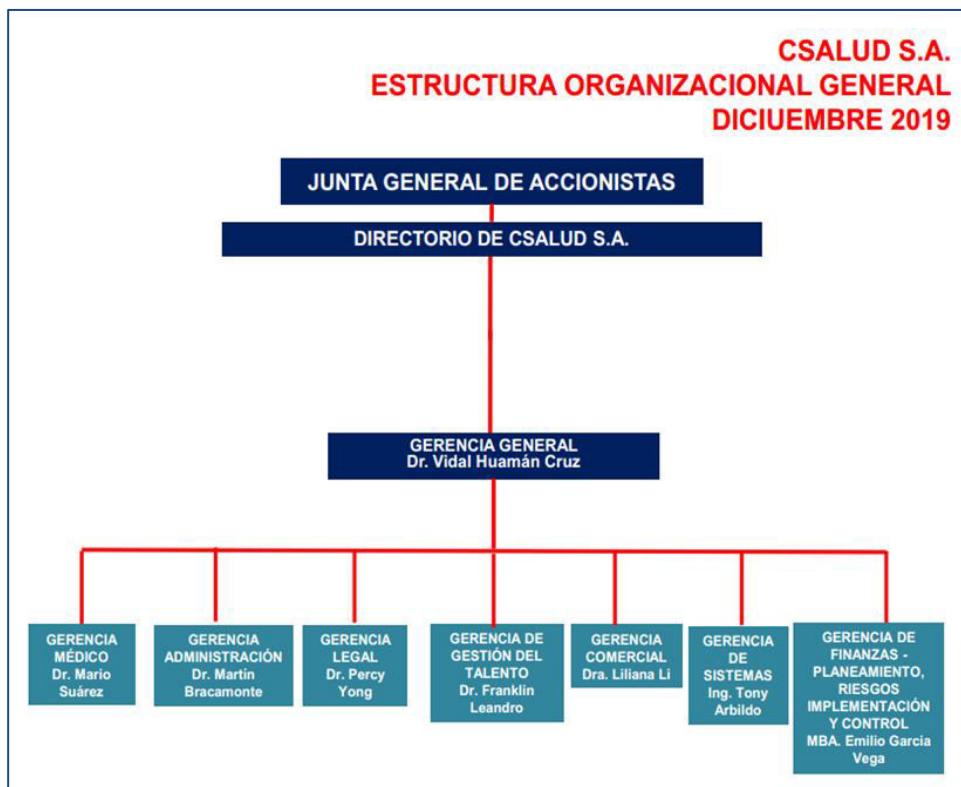 CSALUD S.A.
ESTRUCTURA ORGANIZACIONAL GENERAL
DICIUEMBRE 2019
JUNTA GENERAL DE ACCIONISTAS
DIRECTORIO DE CSALUD S.A.
GERENCIA GENERAL
Dr. Vidal Huamán Cruz
GERENCIA
MÉDICO
Dr. Mario
Suárez
GERENCIA
ADMINISTRACIÓN
Dr. Martín
Bracamonte
GERENCIA
LEGAL
Dr. Percy
Yong
GERENCIA DE
GESTIÓN DEL
TALENTO
Dr. Franklin
Leandro
GERENCIA
COMERCIAL
Dra. Liliana Li
GERENCIA
DE
SISTEMAS
Ing. Tony
Arbildo
GERENCIA DE
FINANZAS -
PLANEAMIENTO,
RIESGOS
IMPLEMENTACIÓN
Y CONTROL
MBA. Emilio Garcia
Vega